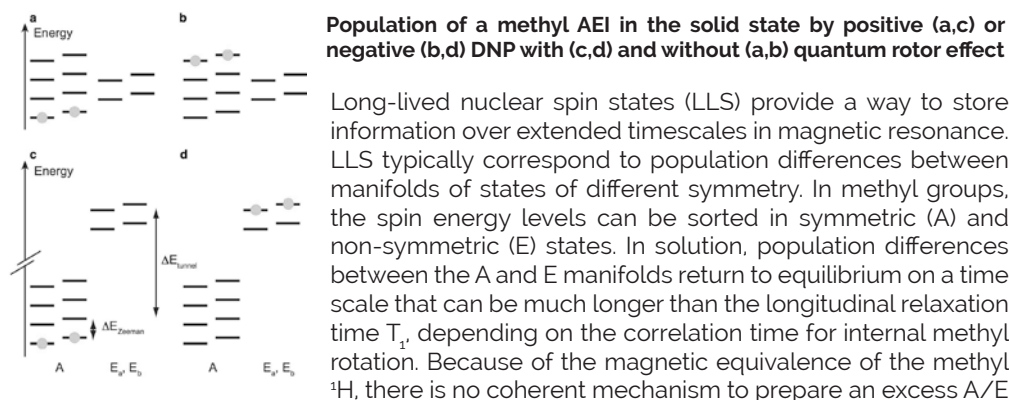 a
b
Energy
Population of a methyl AEI in the solid state by positive (a,c) or
negative (b,d) DNP with (c,d) and without (a,b) quantum rotor effect
Long-lived nuclear spin states (LLS) provide a way to store
information over extended timescales in magnetic resonance.
LLS typically correspond to population differences between
manifolds of states of different symmetry. In methyl groups,
the spin energy levels can be sorted in symmetric (A) and
non-symmetric (E) states. In solution, population differences
between the A and E manifolds return to equilibrium on a time
scale that can be much longer than the longitudinal relaxation
time T₁, depending on the correlation time for internal methyl
rotation. Because of the magnetic equivalence of the methyl
¹H, there is no coherent mechanism to prepare an excess A/E
c
d
Energy
ΔE_tunnel
ΔE_Zeeman
A
E_a, E_b
A
E_a, E_b